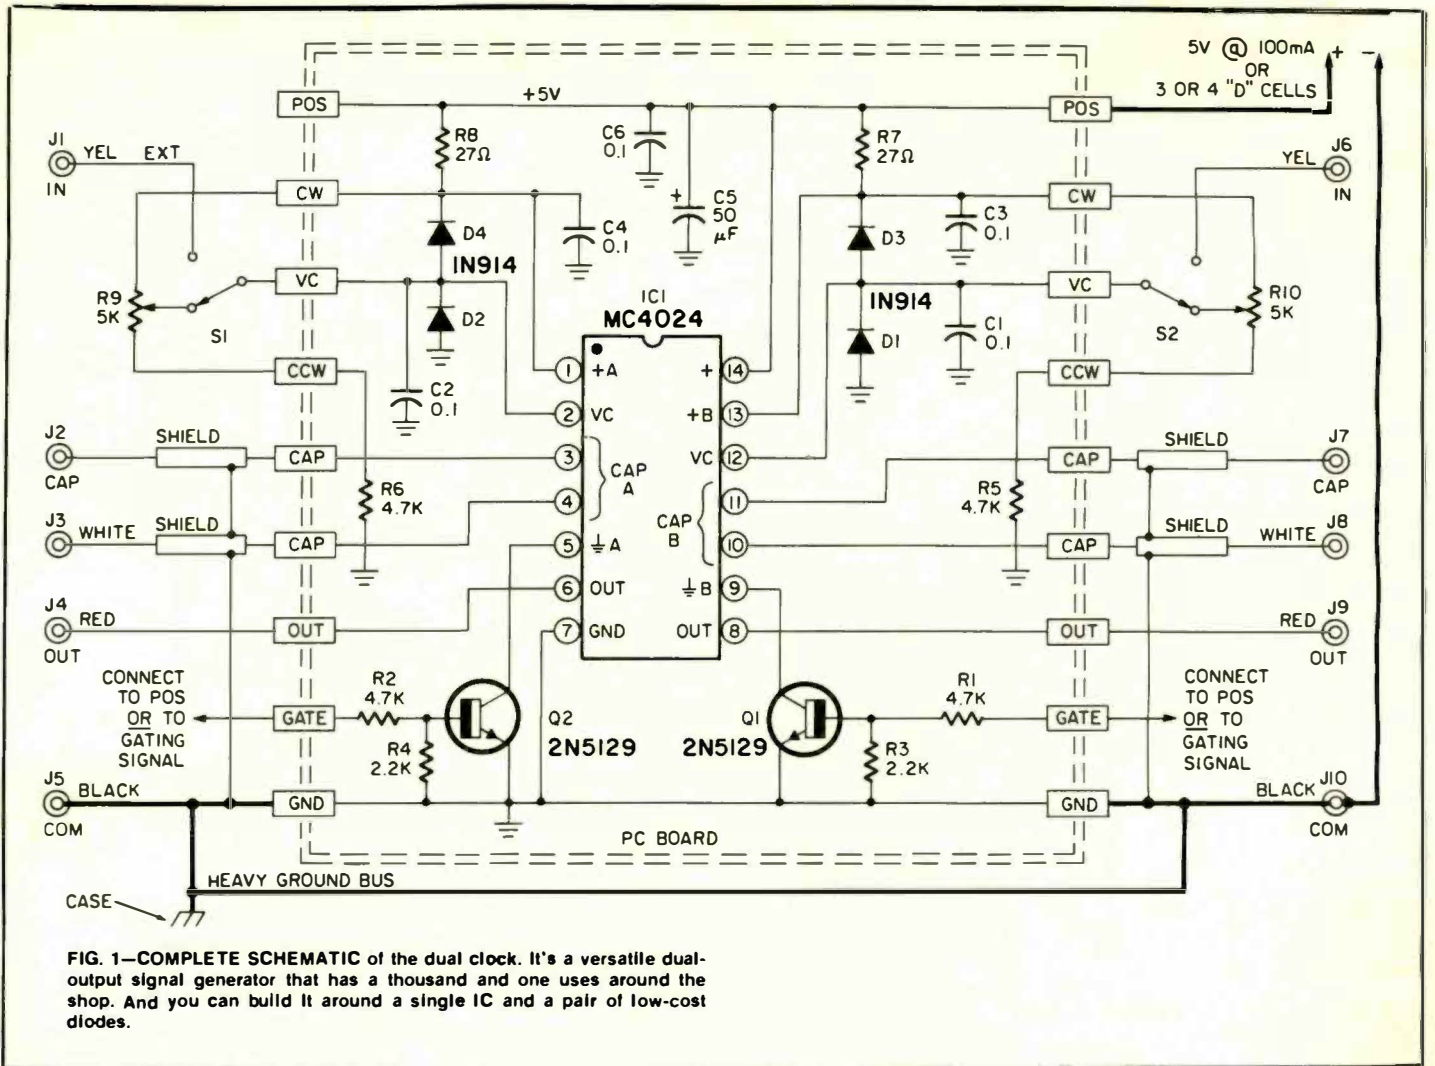 5V @ 100mA + –
OR
3 OR 4 "D" CELLS
POS
+5V
POS
J1
YEL EXT
IN
R8
27Ω
C6
0.1
R7
27Ω
J6
YEL
IN
CW
C4
0.1
+
C5
50
µF
C3
0.1
CW
D4
1N914
D3
VC
R9
5K
S1
D2
IC1
MC4024
1N914
D1
C1
0.1
VC
S2
R10
5K
CCW
C2
0.1
CCW
1 +A
2 VC
3 CAP
4 A
5 A
6 OUT
7 GND
+ 14
+B 13
VC 12
CAP 11
B 10
B 9
OUT 8
J2
CAP
SHIELD
CAP
R6
4.7K
R5
4.7K
CAP
SHIELD
J7
CAP
J3
WHITE
SHIELD
CAP
CAP
SHIELD
WHITE
J8
J4
RED
OUT
OUT
OUT
RED
J9
OUT
CONNECT
TO POS
OR TO
GATING
SIGNAL
GATE
R2
4.7K
R4
2.2K
Q2
2N5129
Q1
2N5129
R1
4.7K
R3
2.2K
GATE
CONNECT
TO POS
OR TO
GATING
SIGNAL
J5
BLACK
COM
GND
GND
BLACK
J10
COM
PC BOARD
HEAVY GROUND BUS
CASE
FIG. 1—COMPLETE SCHEMATIC of the dual clock. It's a versatile dual-
output signal generator that has a thousand and one uses around the
shop. And you can build it around a single IC and a pair of low-cost
diodes.